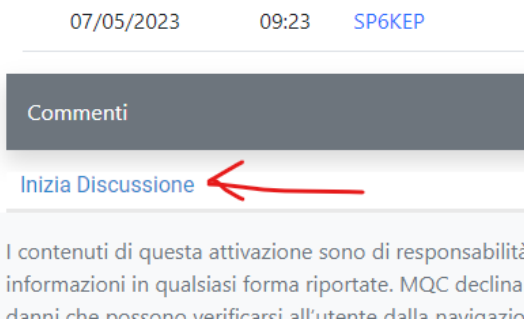 07/05/2023 09:23 SP6KEP
Commenti
Inizia Discussione
I contenuti di questa attivazione sono di responsabilità
informazioni in qualsiasi forma riportate. MQC declina
danni che possono verificarsi all'utente dalla navigazio